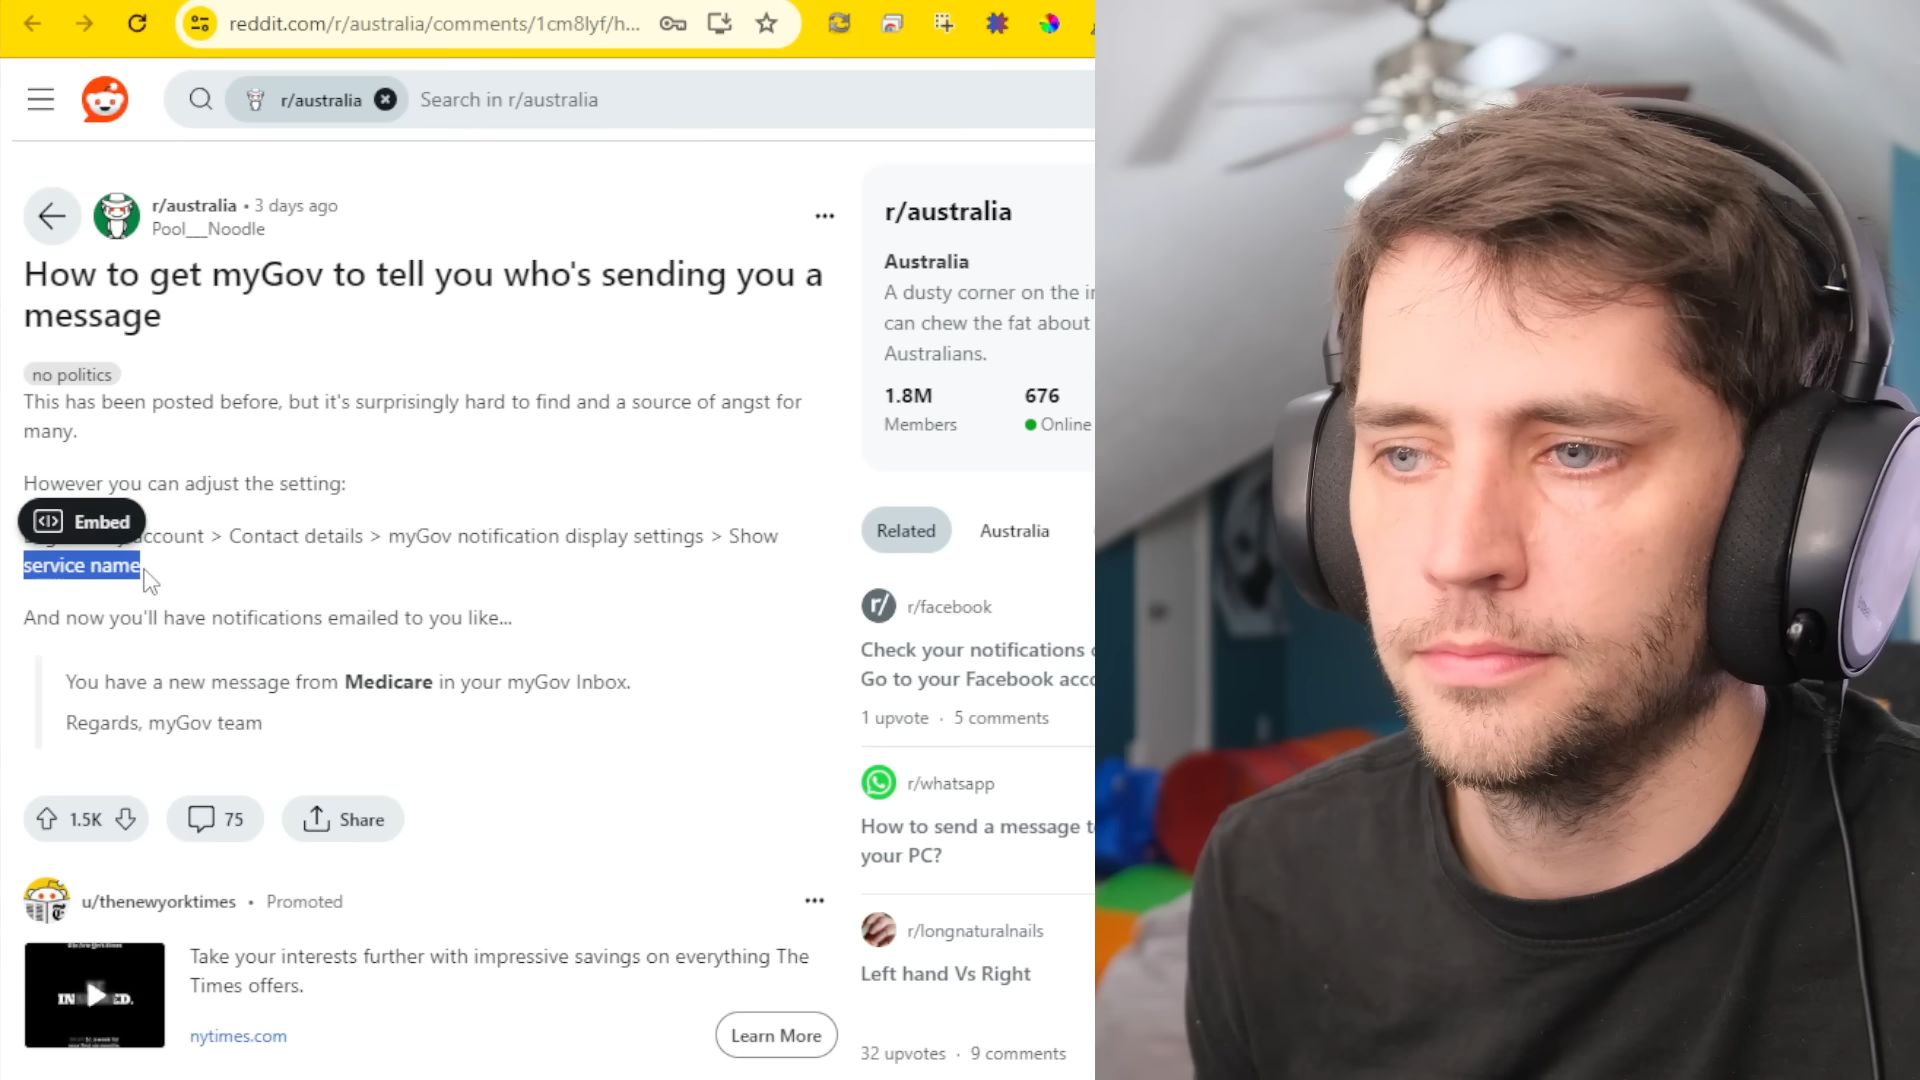 reddit.com/r/australia/comments/1cm8lyf/h...
r/australia
Search in r/australia
r/australia • 3 days ago
Pool___Noodle
How to get myGov to tell you who's sending you a
message
no politics
This has been posted before, but it's surprisingly hard to find and a source of angst for
many.
However you can adjust the setting:
Embed
account > Contact details > myGov notification display settings > Show
service name
And now you'll have notifications emailed to you like...
You have a new message from Medicare in your myGov Inbox.
Regards, myGov team
1.5K
75
Share
u/thenewyorktimes • Promoted
Take your interests further with impressive savings on everything The
Times offers.
nytimes.com
Learn More
r/australia
Australia
A dusty corner on the
can chew the fat about
Australians.
1.8M
676
Members
Online
Related
Australia
r/facebook
Check your notifications
Go to your Facebook acc
1 upvote · 5 comments
r/whatsapp
How to send a message
your PC?
r/longnaturalnails
Left hand Vs Right
32 upvotes · 9 comments